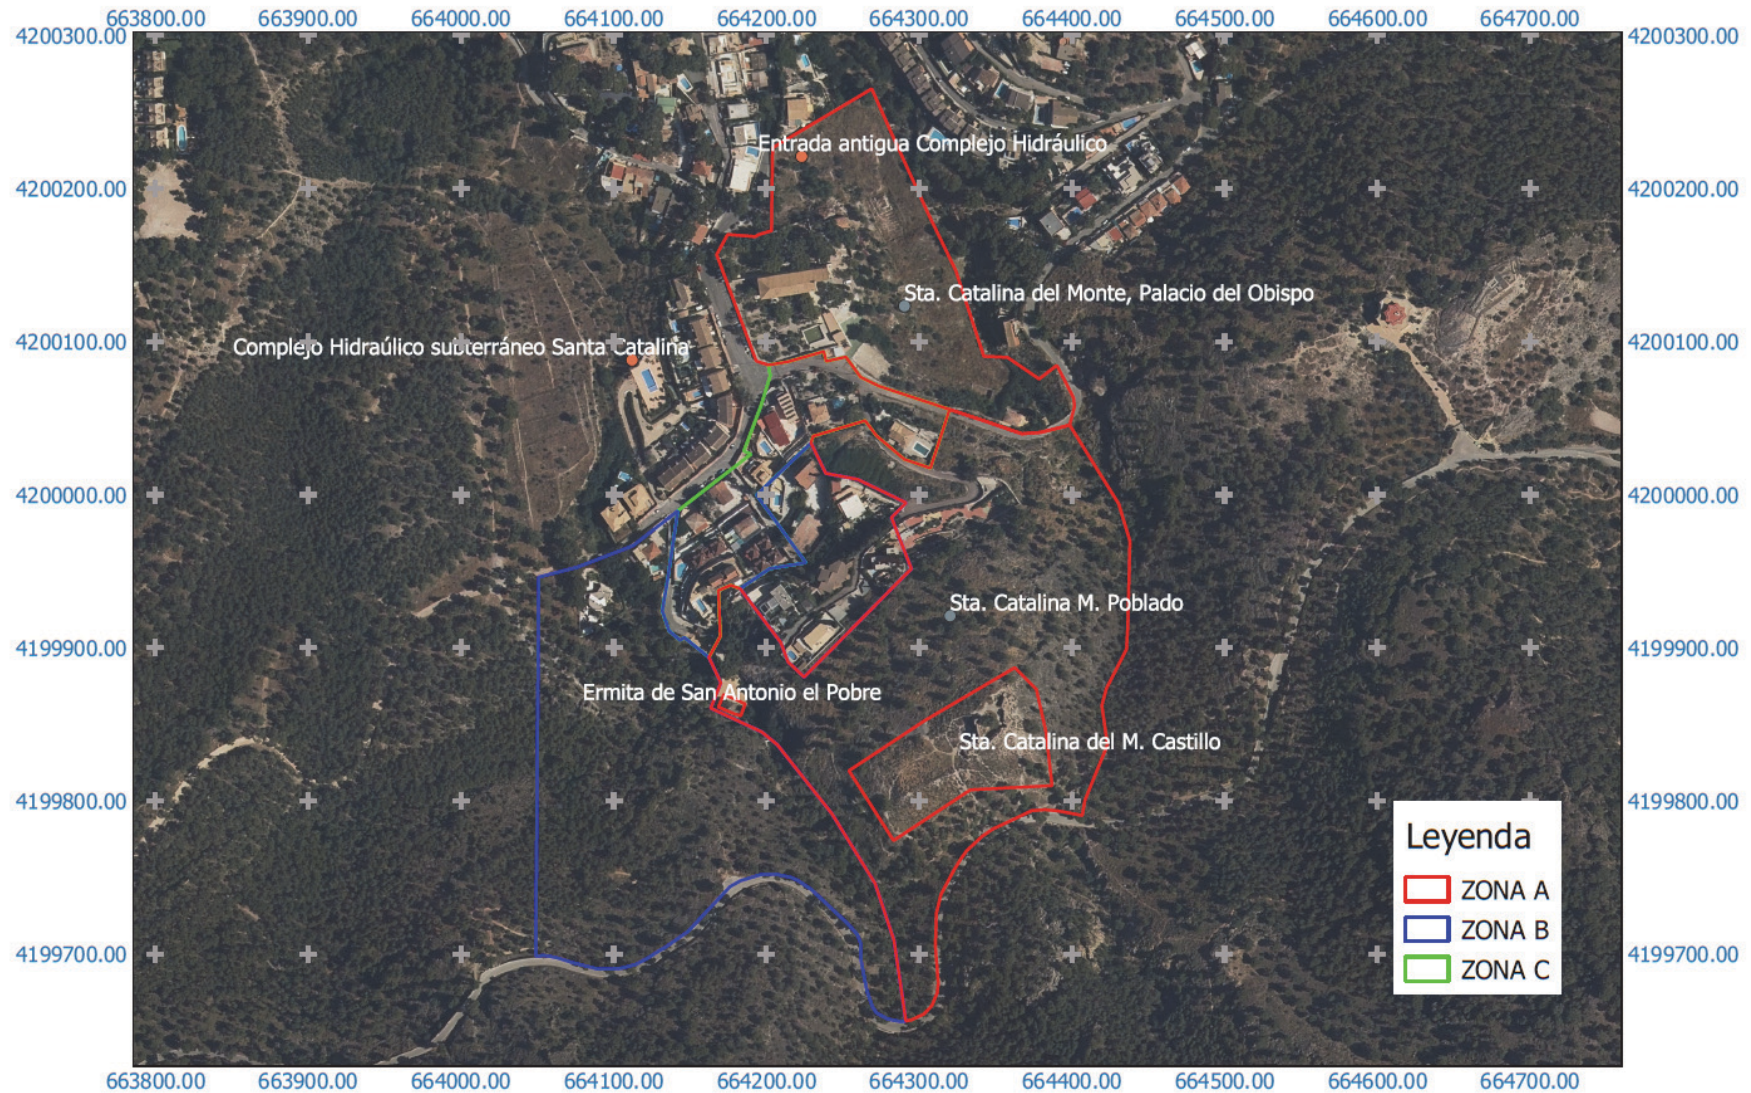 663800.00 663900.00 664000.00 664100.00 664200.00 664300.00 664400.00 664500.00 664600.00 664700.00
4200300.00 4200300.00
Entrada antigua Complejo Hidráulico
4200200.00 4200200.00
Sta. Catalina del Monte, Palacio del Obispo
4200100.00 4200100.00
Complejo Hidraúlico subterráneo Santa Catalina
4200000.00 4200000.00
Sta. Catalina M. Poblado
4199900.00 4199900.00
Ermita de San Antonio el Pobre
Sta. Catalina del M. Castillo
4199800.00 4199800.00
Leyenda
ZONA A
ZONA B
ZONA C
4199700.00 4199700.00
663800.00 663900.00 664000.00 664100.00 664200.00 664300.00 664400.00 664500.00 664600.00 664700.00